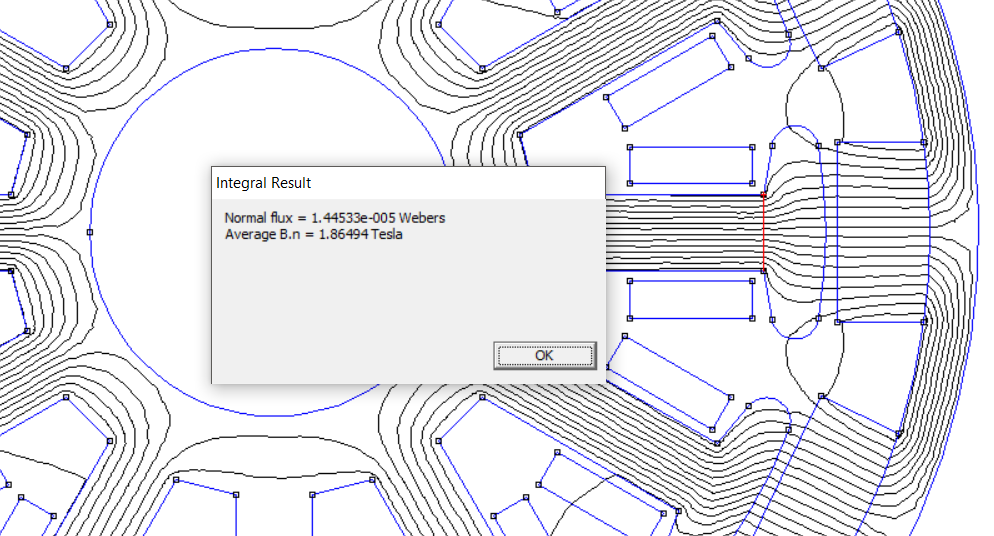 Integral Result
Normal flux = 1.44533e-005 Webers
Average B.n = 1.86494 Tesla
OK